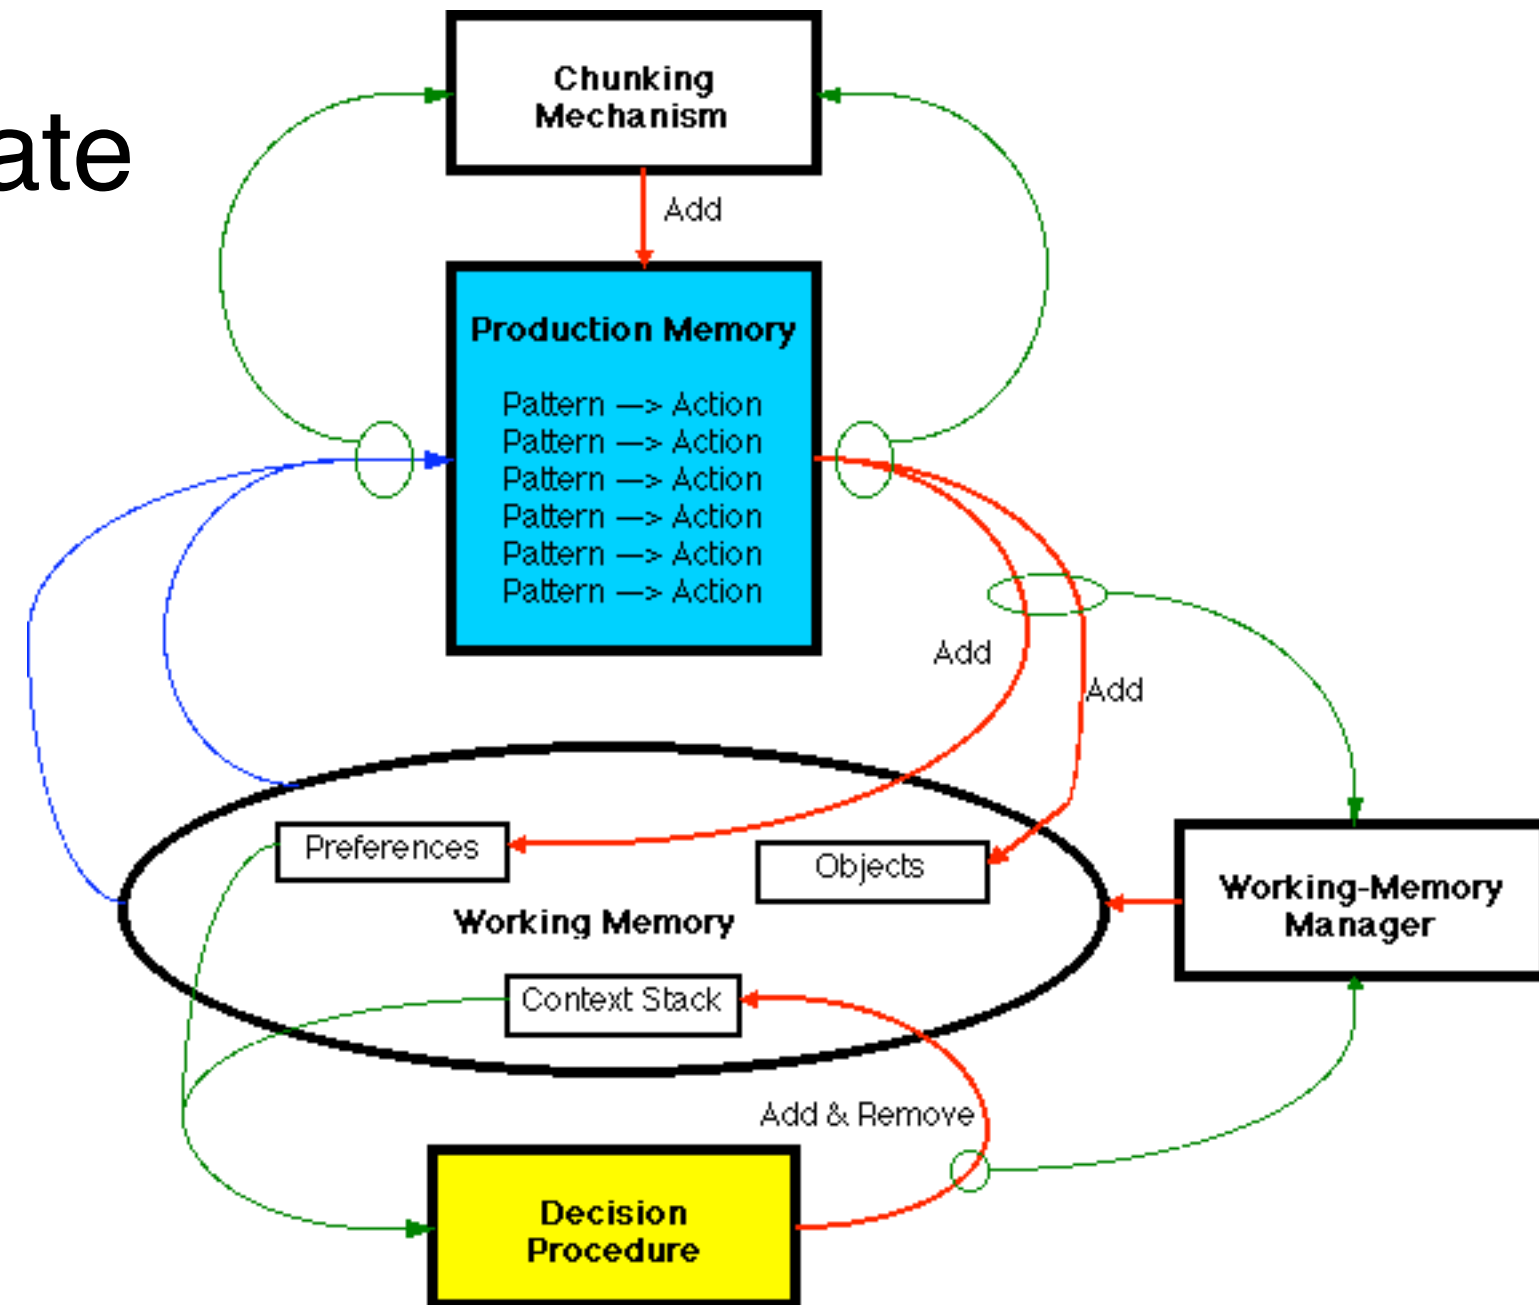 Chunking
Mechanism
ate
Add
Production Memory
Pattern —> Action
Pattern —> Action
Pattern —> Action
Pattern —> Action
Pattern —> Action
Pattern —> Action
Add
Add
Preferences
Objects
Working Memory
Working-Memory
Manager
Context Stack
Add & Remove
Decision
Procedure